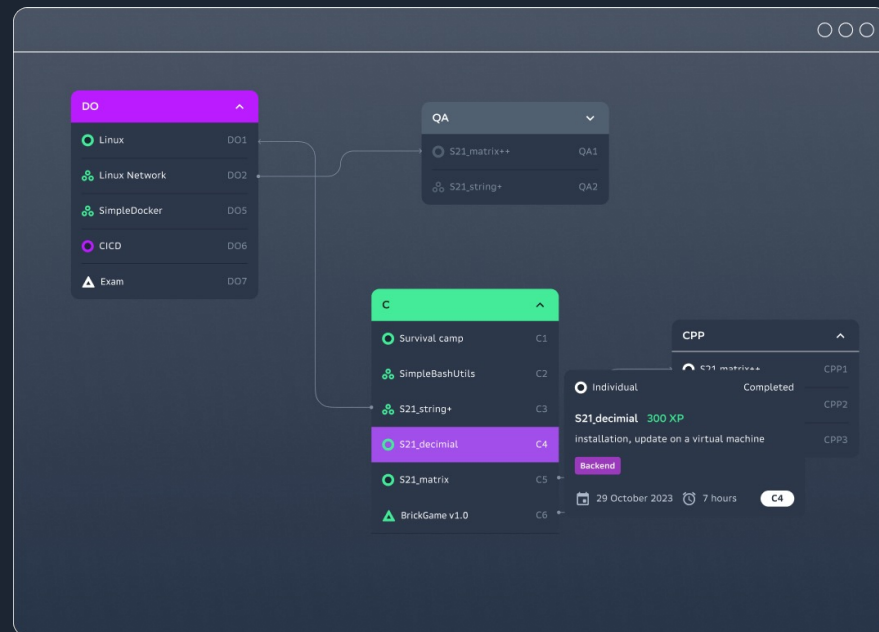 DO
Linux DO1
Linux Network DO2
SimpleDocker DO5
CICD DO6
Exam DO7
QA
S21_matrix++ QA1
S21_string+ QA2
C
Survival camp C1
SimpleBashUtils C2
S21_string+ C3
S21_decimial C4
S21_matrix C5
BrickGame v1.0 C6
CPP
S21_matrix++ CPP1
CPP2
CPP3
Individual Completed
S21_decimial 300 XP
installation, update on a virtual machine
Backend
29 October 2023 7 hours C4